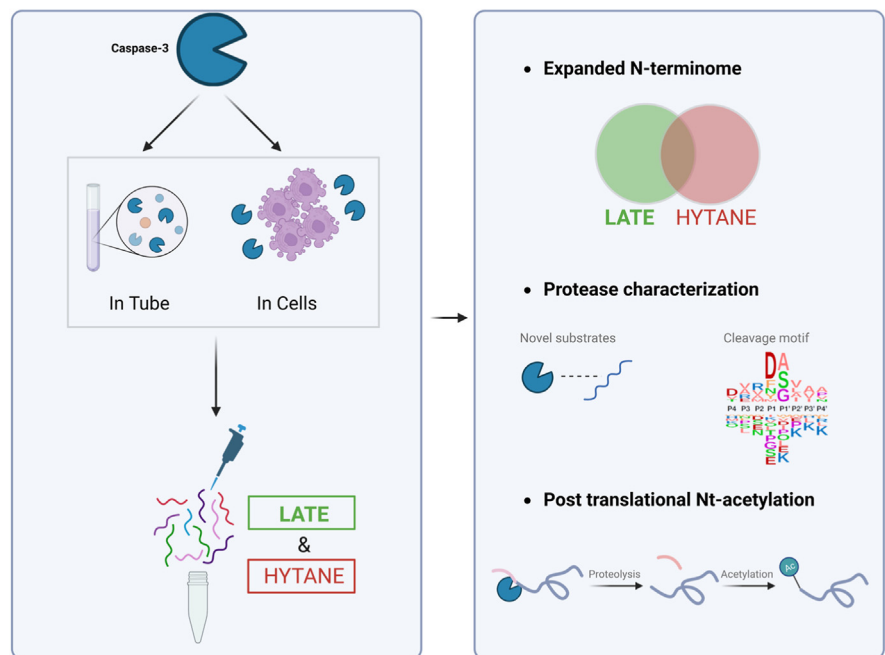 Caspase-3
In Tube
In Cells
LATE
&
HYTANE
• Expanded N-terminome
LATE HYTANE
• Protease characterization
Novel substrates
Cleavage motif
P4 P3 P2 P1 P1' P2' P3' P4'
• Post translational Nt-acetylation
Proteolysis
Acetylation
Ac